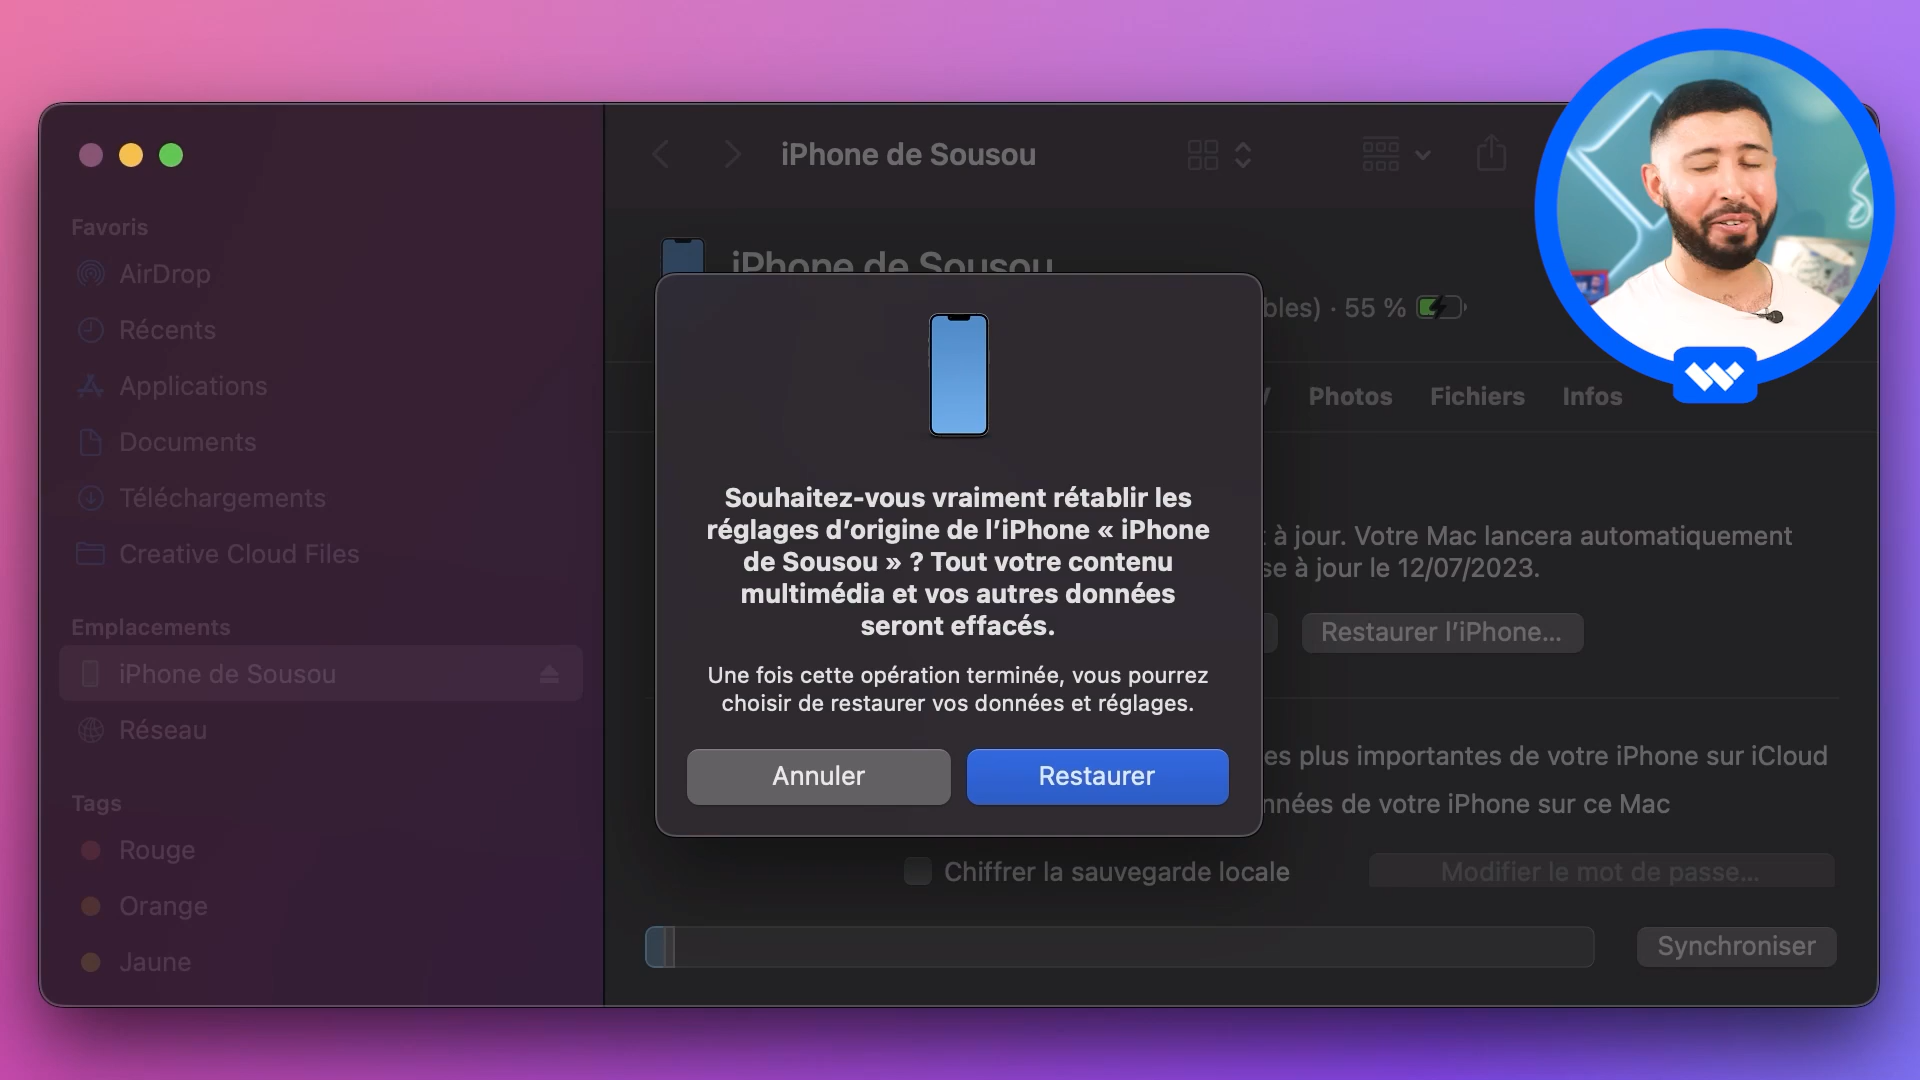 iPhone de Sousou
Favoris
AirDrop
Récents
Applications
Documents
Téléchargements
Creative Cloud Files
Emplacements
iPhone de Sousou
Réseau
Tags
Rouge
Orange
Jaune
iPhone de Sousou
bles) · 55 %
Photos
Fichiers
Infos
Souhaitez-vous vraiment rétablir les
réglages d’origine de l’iPhone « iPhone
de Sousou » ? Tout votre contenu
multimédia et vos autres données
seront effacés.
Une fois cette opération terminée, vous pourrez
choisir de restaurer vos données et réglages.
Annuler
Restaurer
à jour. Votre Mac lancera automatiquement
se à jour le 12/07/2023.
Restaurer l’iPhone...
es plus importantes de votre iPhone sur iCloud
nnées de votre iPhone sur ce Mac
Chiffrer la sauvegarde locale
Modifier le mot de passe...
Synchroniser